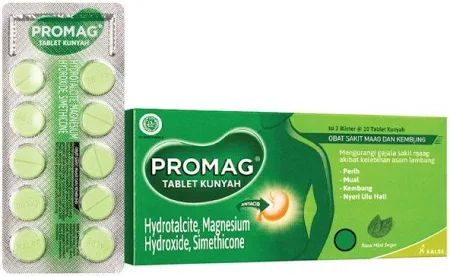 PROMAG®
TABLET KUNYAH
HYDROTALCITE, MAGNESIUM
HYDROXIDE, SIMETHICONE
Isi 3 Blister @ 10 Tablet Kunyah
OBAT SAKIT MAAG DAN KEMBUNG
Mengurangi gejala sakit maag
akibat kelebihan asam lambung
- Perih
- Mual
- Kembung
- Nyeri Ulu Hati
PROMAG®
TABLET KUNYAH
Hydrotalcite, Magnesium
Hydroxide, Simethicone
Rasa Mint Segar
KALBE